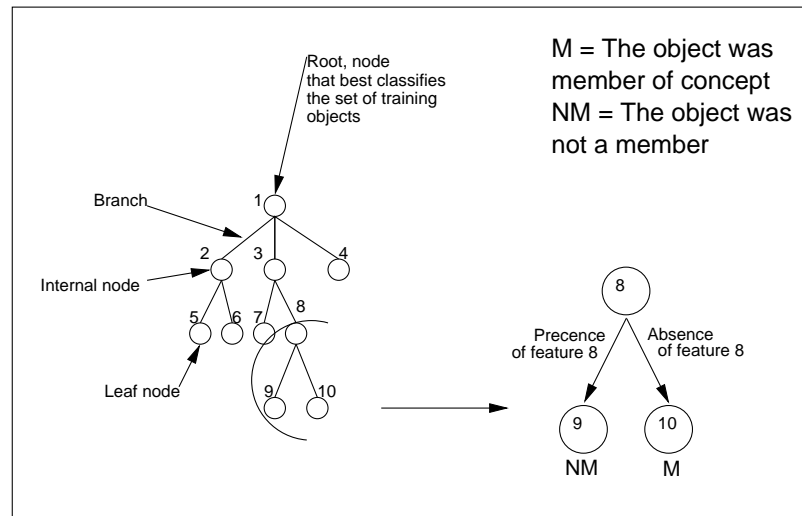 Root, node
that best classifies
the set of training
objects
M = The object was
member of concept
NM = The object was
not a member
Branch
1
2
3
4
Internal node
5
6
7
8
Leaf node
9
10
8
Precence
of feature 8
Absence
of feature 8
9
10
NM
M